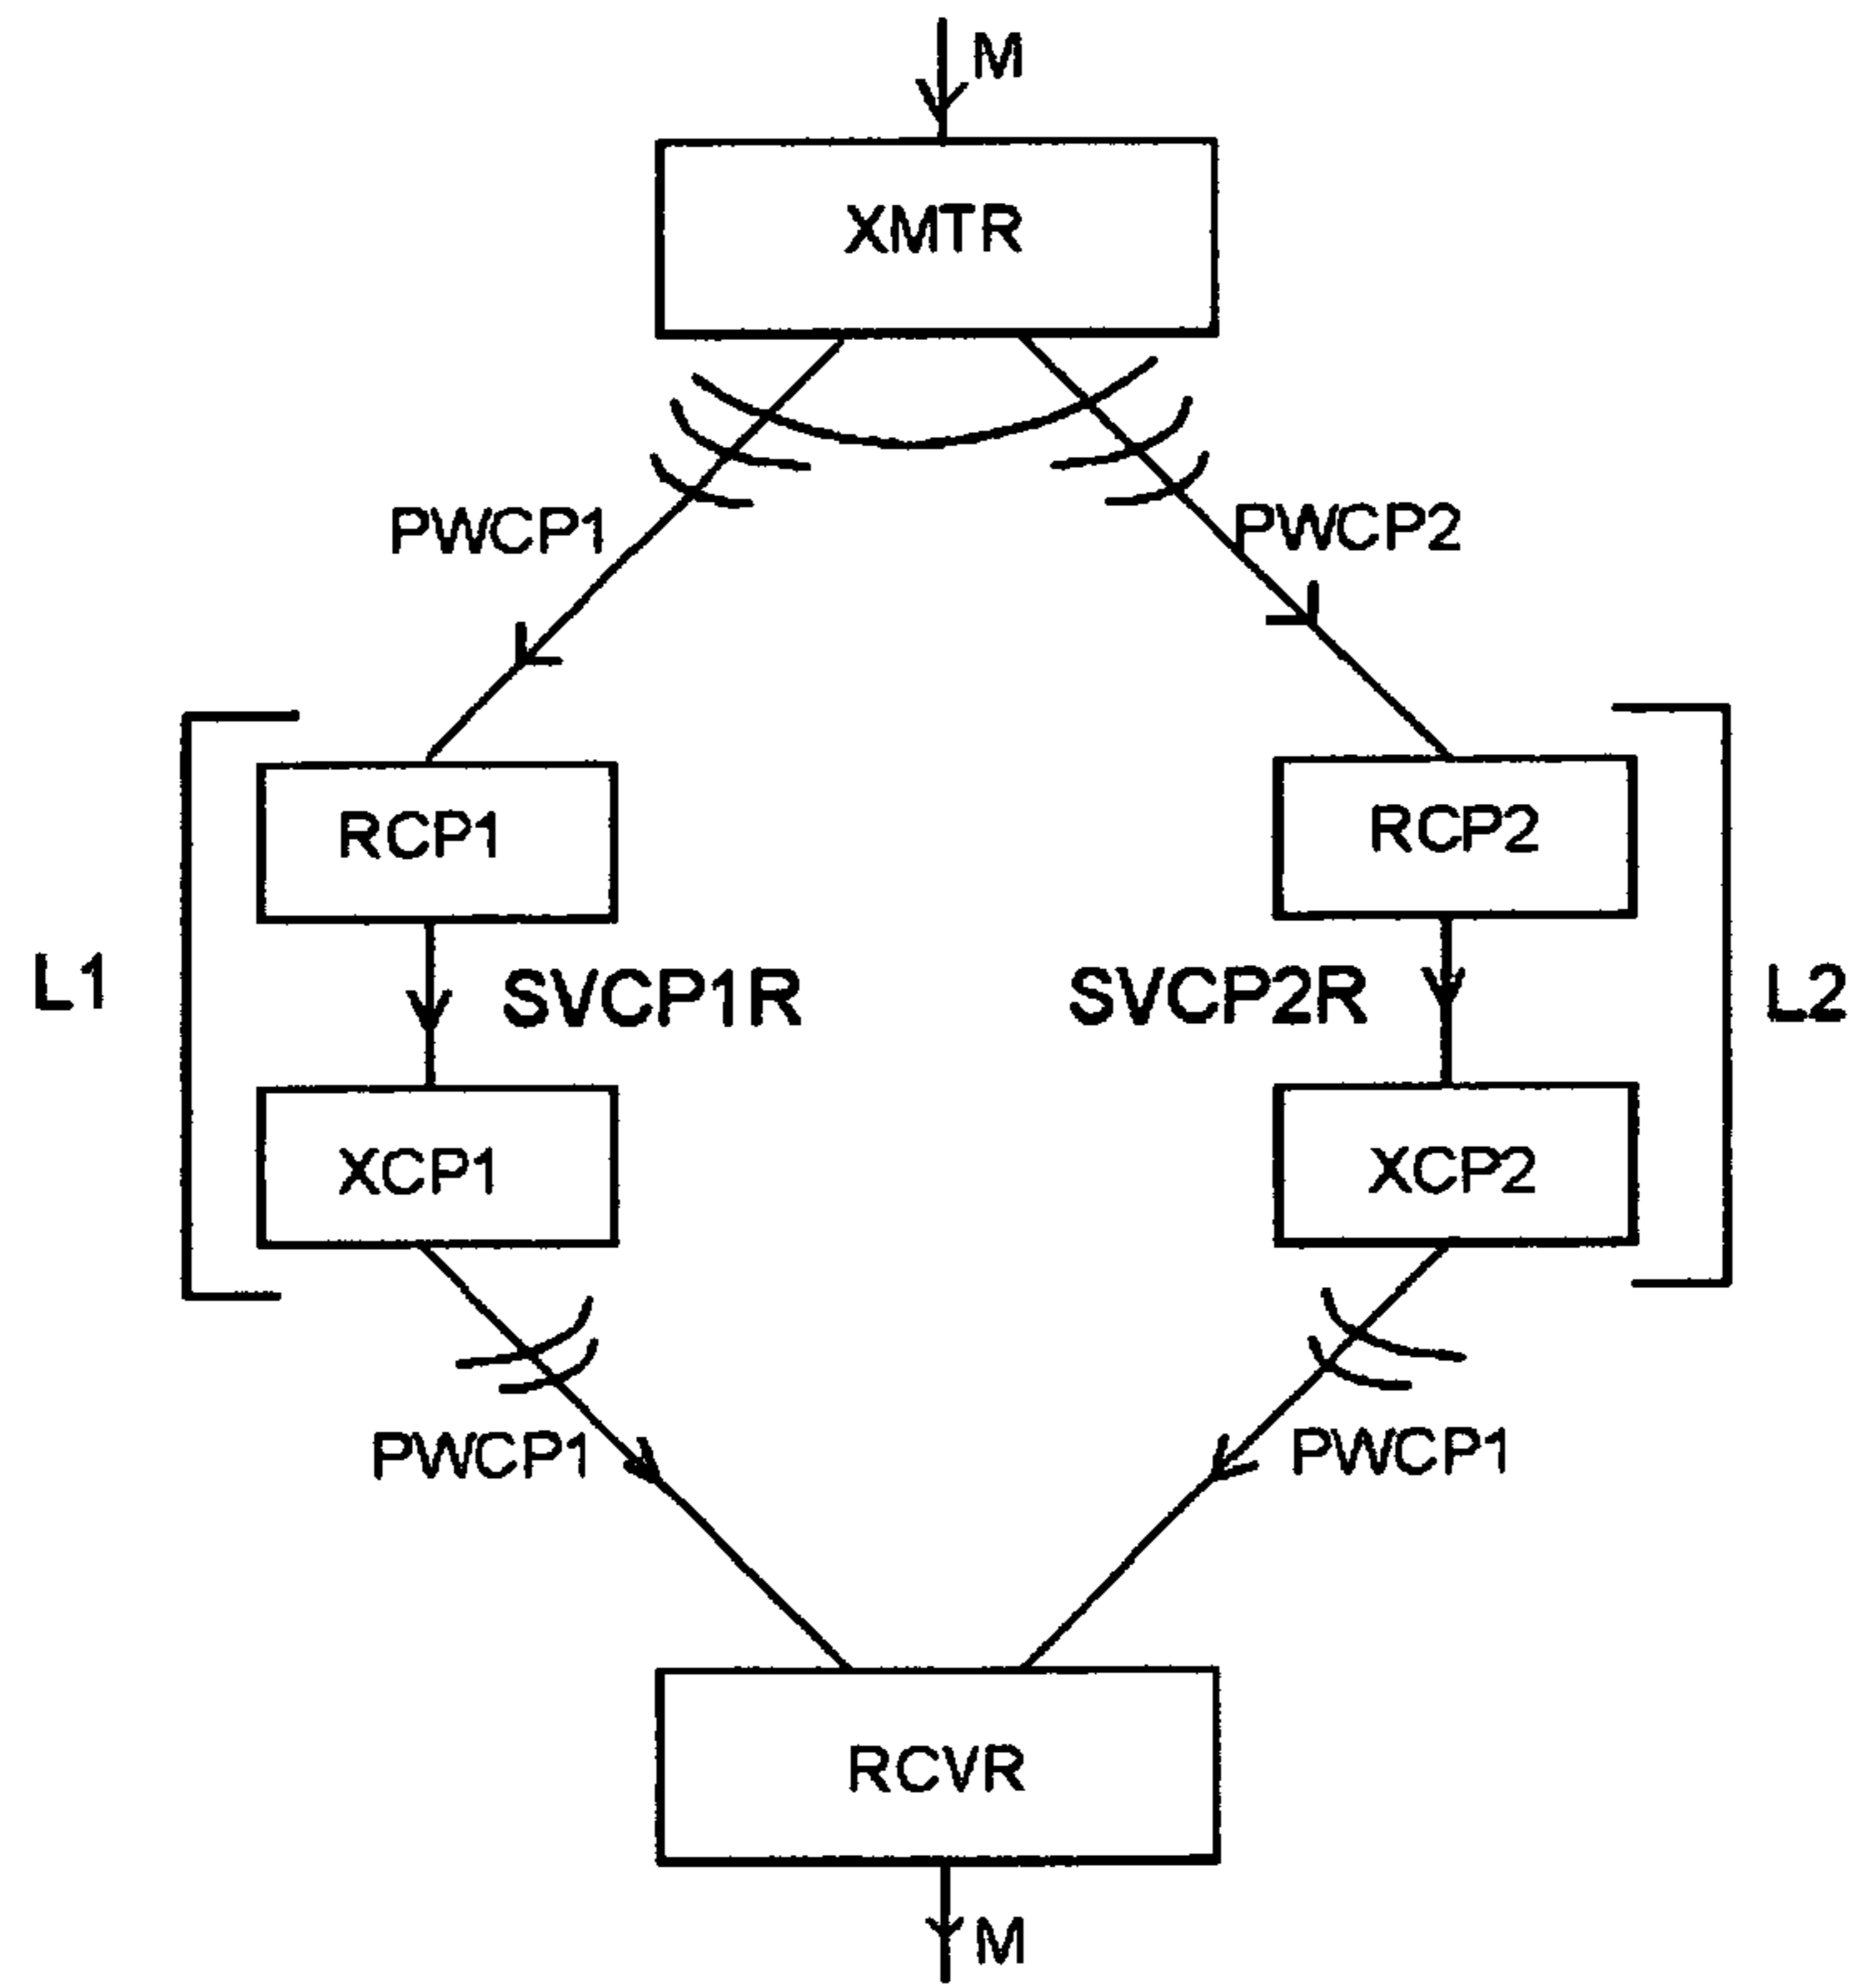 M
XMTR
PWCP1
PWCP2
RCP1
RCP2
L1
SVCP1R
SVCP2R
L2
XCP1
XCP2
PWCP1
PWCP1
RCVR
M